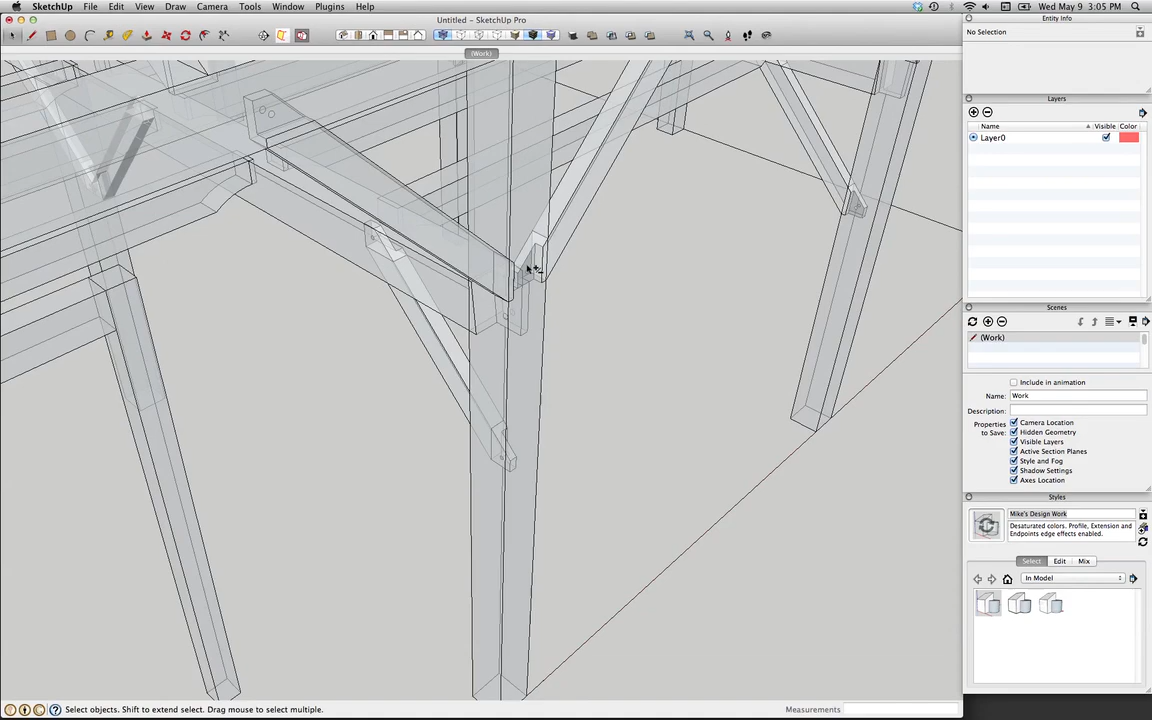 SketchUp File Edit View Draw Camera Tools Window Plugins Help Wed May 9 3:05 PM
Untitled – SketchUp Pro
Entity Info
No Selection
(Work)
Layers
Name Visible Color
Layer0
Scenes
(Work)
Include in animation
Name: Work
Description:
Properties to Save:
Camera Location
Hidden Geometry
Visible Layers
Active Section Planes
Style and Fog
Shadow Settings
Axes Location
Styles
Mike's Design Work
Desaturated colors. Profile, Extension and
Endpoints edge effects enabled.
Select Edit Mix
In Model
Select objects. Shift to extend select. Drag mouse to select multiple. Measurements